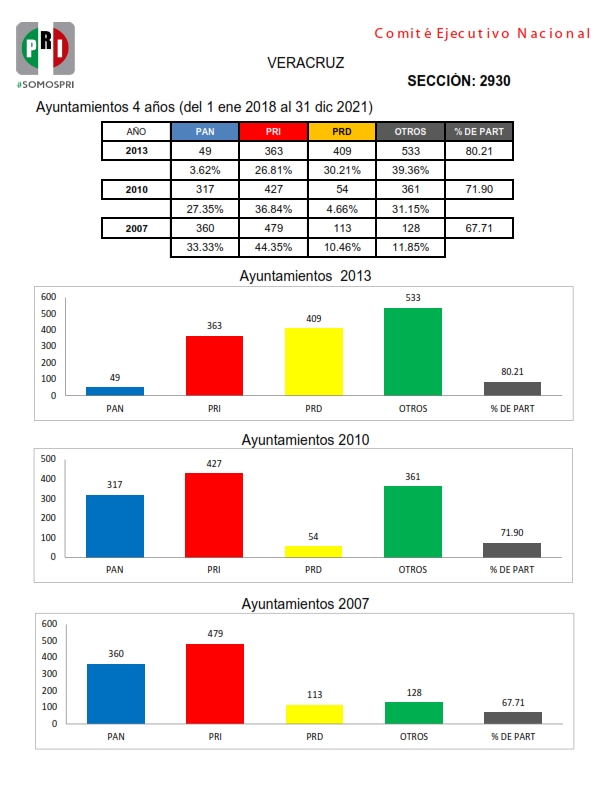 Comité Ejecutivo Nacional
PRI
#SOMOSPRI
VERACRUZ
SECCIÓN: 2930
Ayuntamientos 4 años (del 1 ene 2018 al 31 dic 2021)
AÑO PAN PRI PRD OTROS % DE PART
2013 49 363 409 533 80.21
3.62% 26.81% 30.21% 39.36%
2010 317 427 54 361 71.90
27.35% 36.84% 4.66% 31.15%
2007 360 479 113 128 67.71
33.33% 44.35% 10.46% 11.85%
Ayuntamientos 2013
600
500
400
300
200
100
0
49 363 409 533 80.21
PAN PRI PRD OTROS % DE PART
Ayuntamientos 2010
500
400
300
200
100
0
317 427 54 361 71.90
PAN PRI PRD OTROS % DE PART
Ayuntamientos 2007
600
500
400
300
200
100
0
360 479 113 128 67.71
PAN PRI PRD OTROS % DE PART